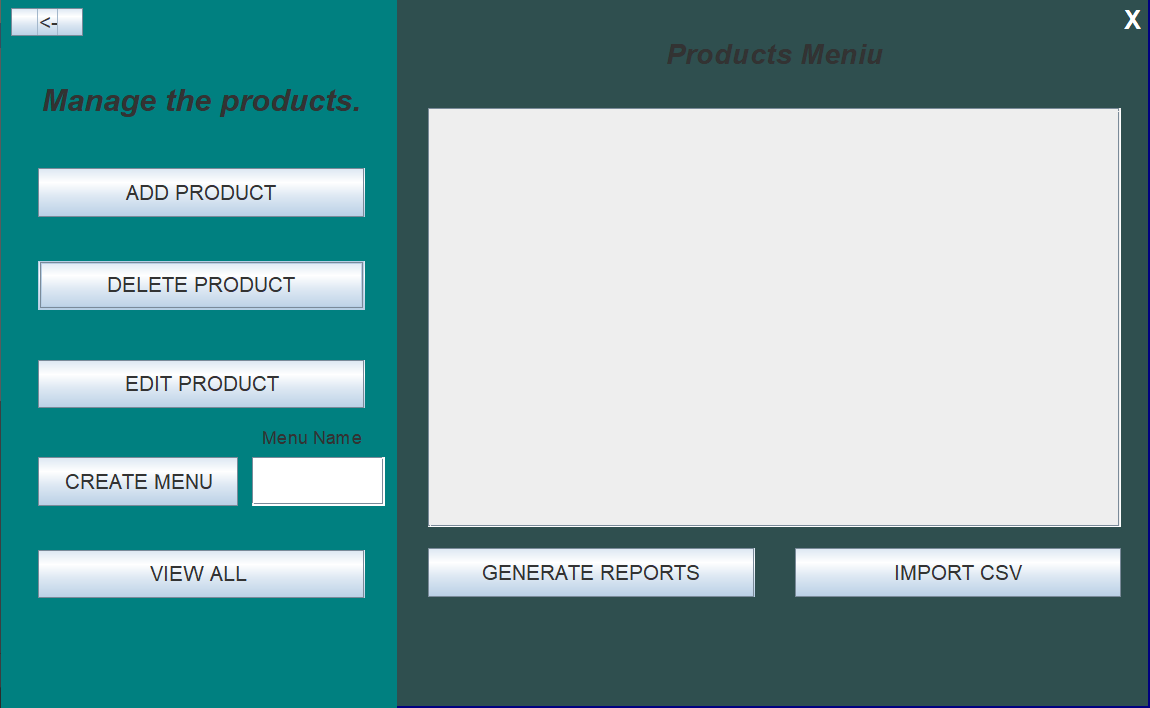 <-
X
Manage the products.
Products Meniu
ADD PRODUCT
DELETE PRODUCT
EDIT PRODUCT
Menu Name
CREATE MENU
VIEW ALL
GENERATE REPORTS
IMPORT CSV